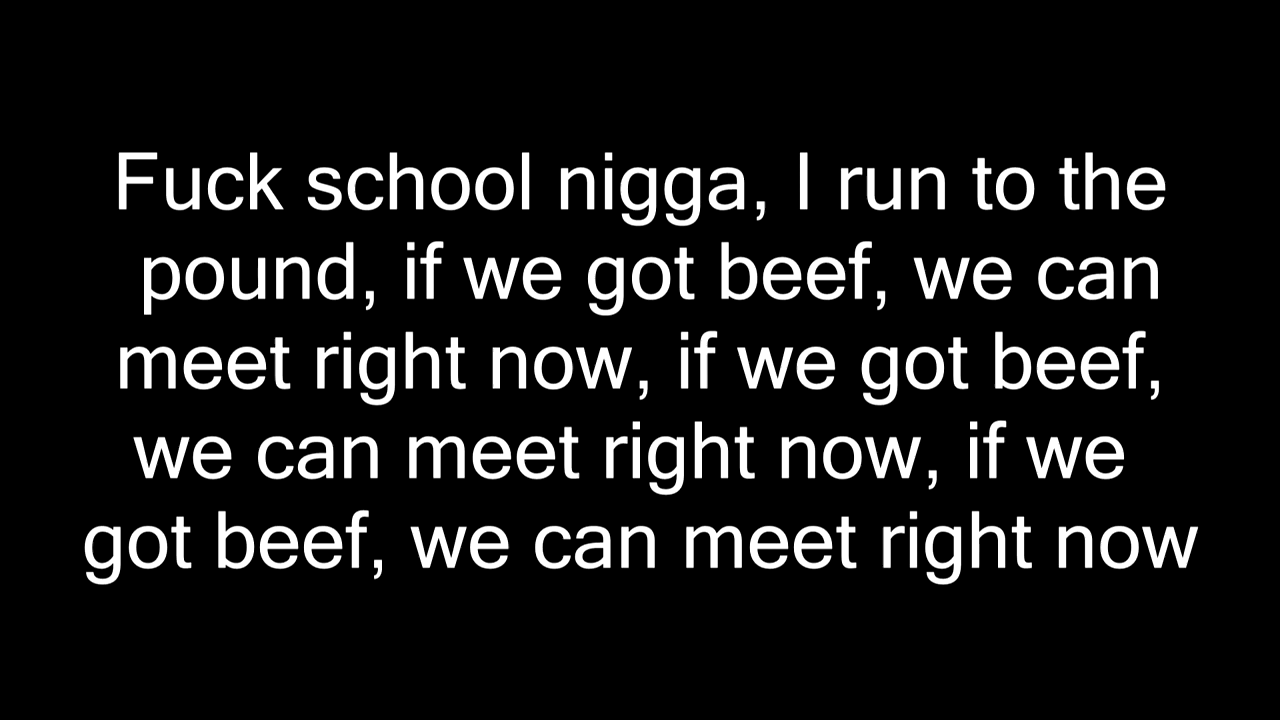 Fuck school nigga, I run to the
pound, if we got beef, we can
meet right now, if we got beef,
we can meet right now, if we
got beef, we can meet right now